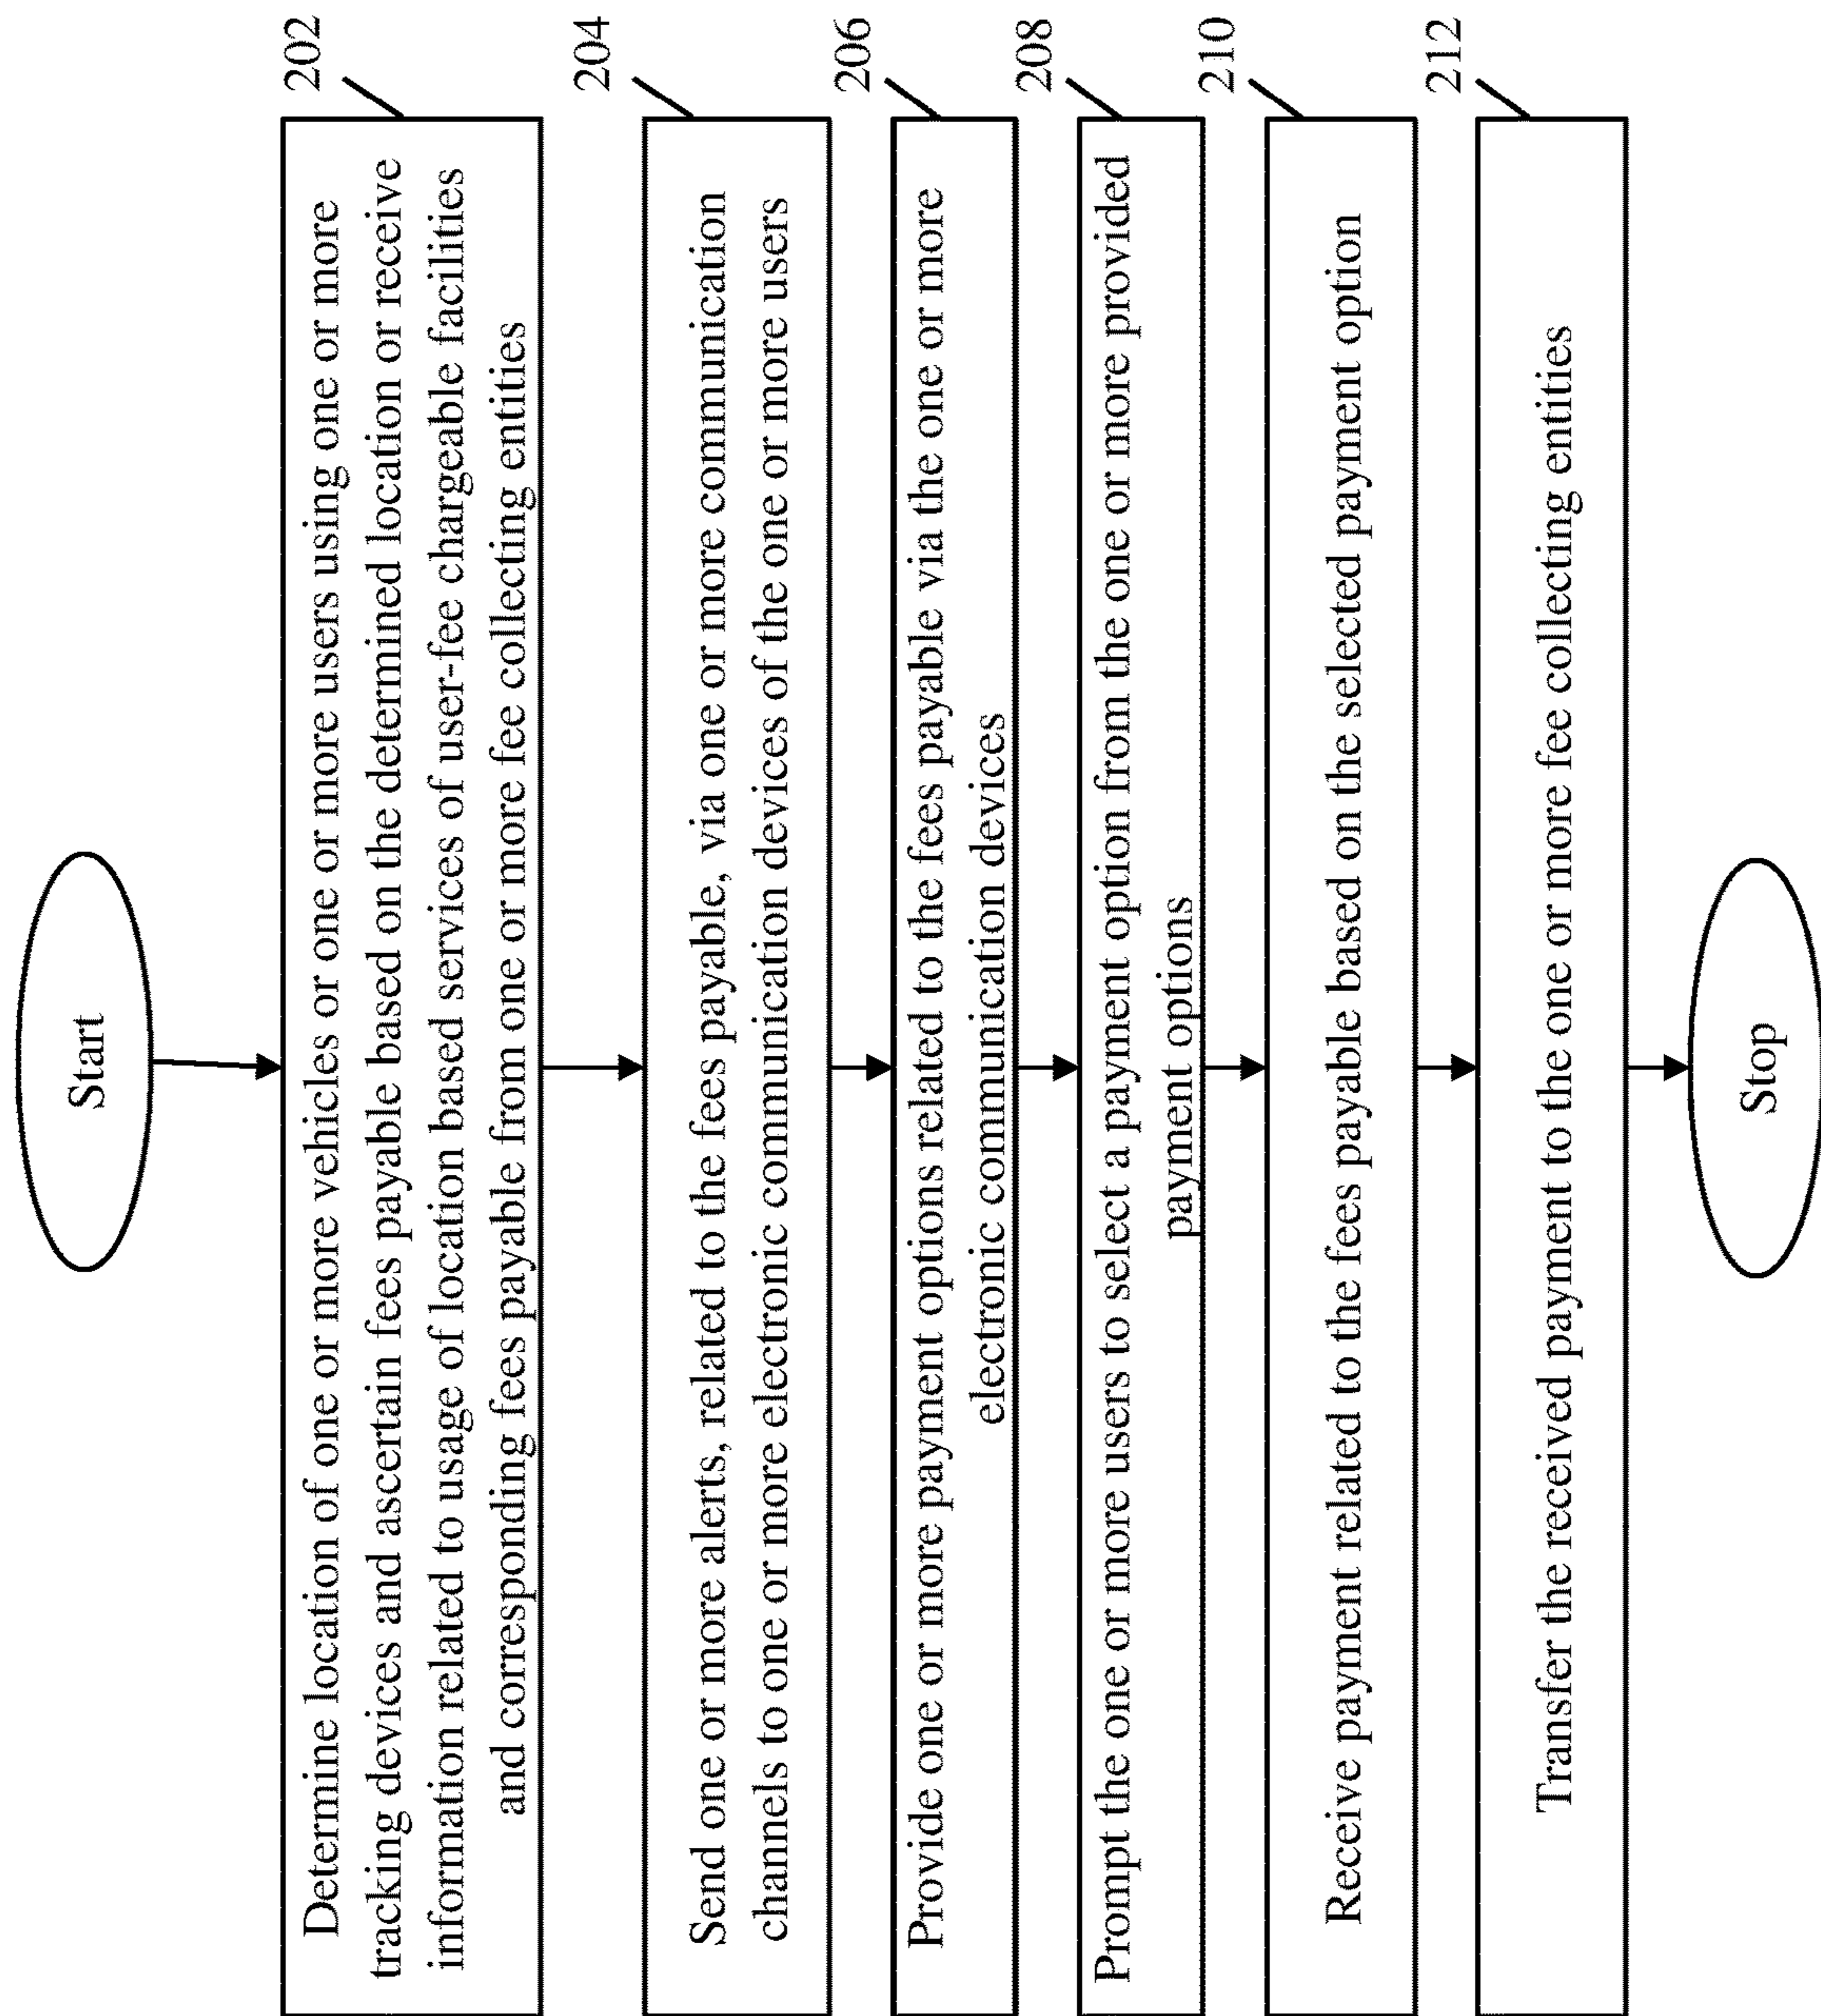 Start
202
Determine location of one or more vehicles or one or more users using one or more
tracking devices and ascertain fees payable based on the determined location or receive
information related to usage of location based services of user-fee chargeable facilities
and corresponding fees payable from one or more fee collecting entities
204
Send one or more alerts, related to the fees payable, via one or more communication
channels to one or more electronic communication devices of the one or more users
206
Provide one or more payment options related to the fees payable via the one or more
electronic communication devices
208
Prompt the one or more users to select a payment option from the one or more provided
payment options
210
Receive payment related to the fees payable based on the selected payment option
212
Transfer the received payment to the one or more fee collecting entities
Stop